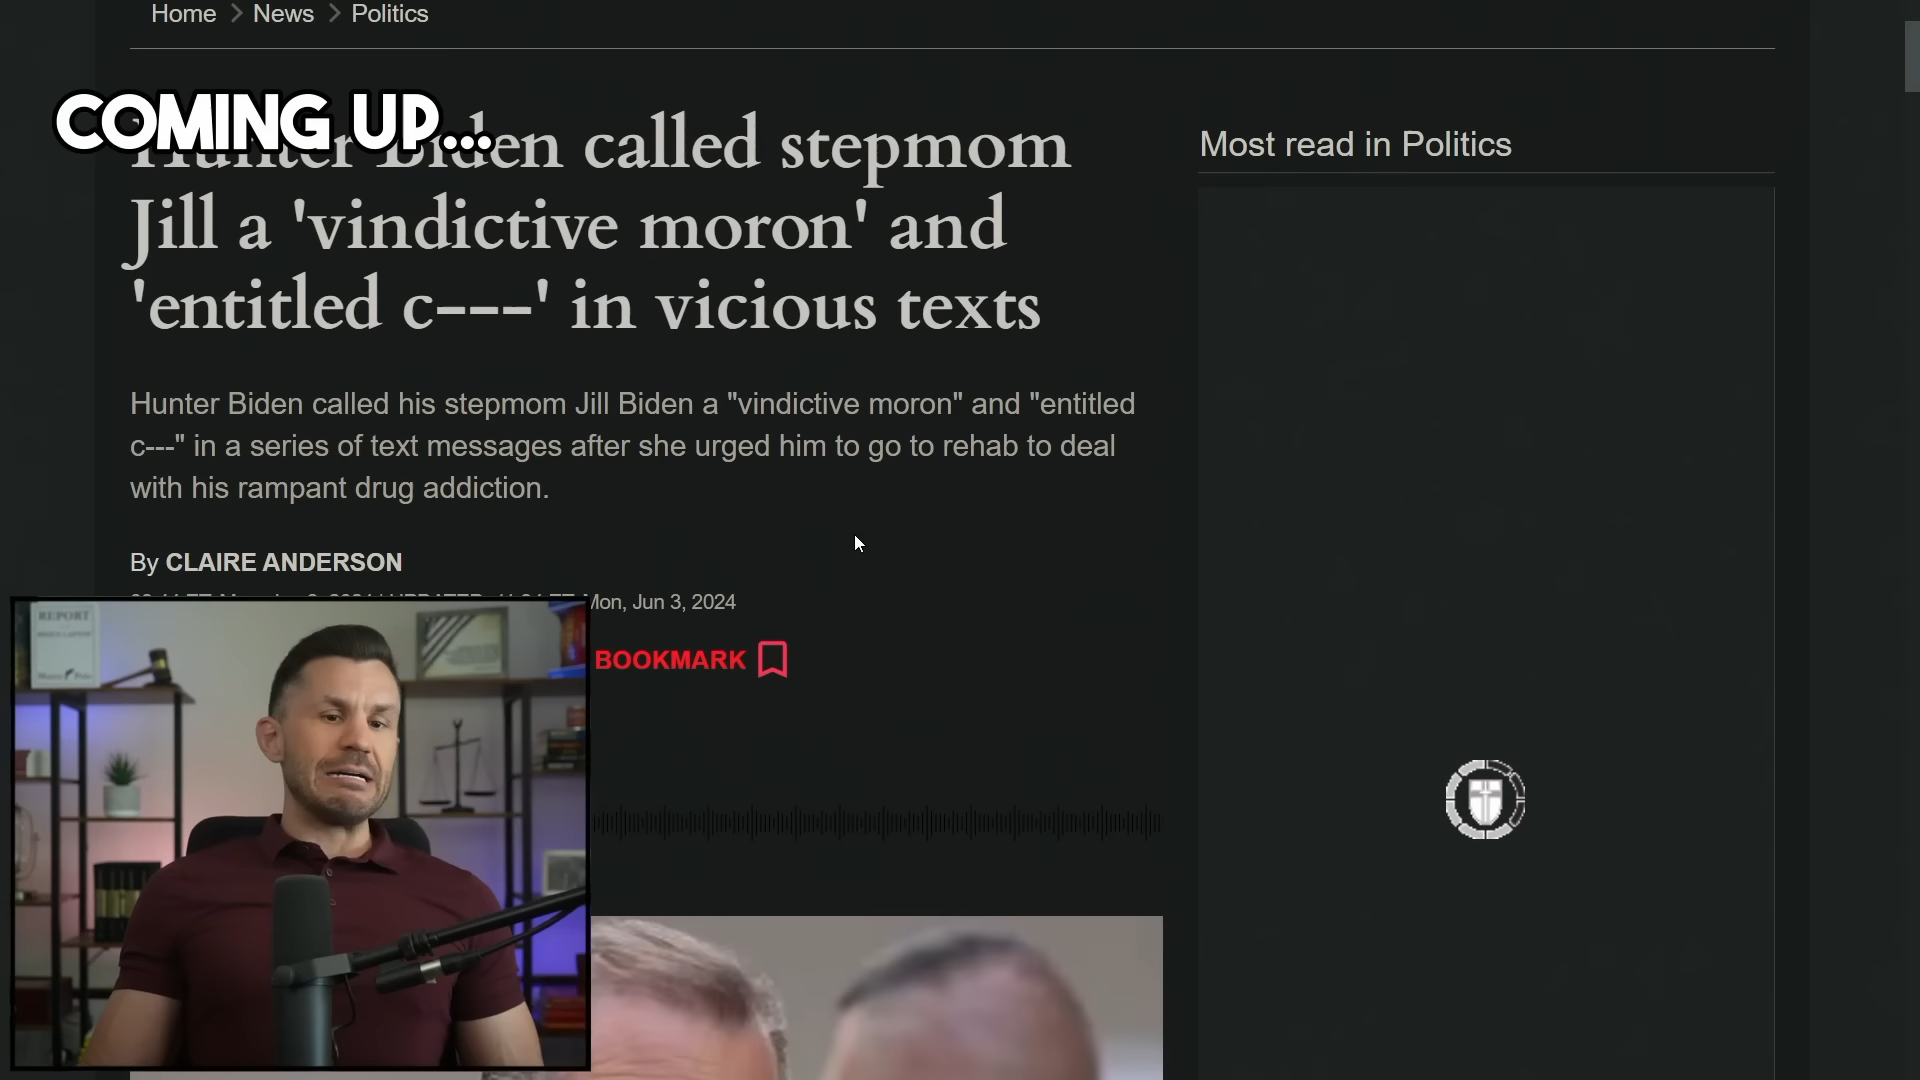 Home > News > Politics
COMING UP...
Hunter Biden called stepmom
Jill a 'vindictive moron' and
'entitled c---' in vicious texts
Most read in Politics
Hunter Biden called his stepmom Jill Biden a "vindictive moron" and "entitled
c---" in a series of text messages after she urged him to go to rehab to deal
with his rampant drug addiction.
By CLAIRE ANDERSON
Mon, Jun 3, 2024
BOOKMARK
REPORT